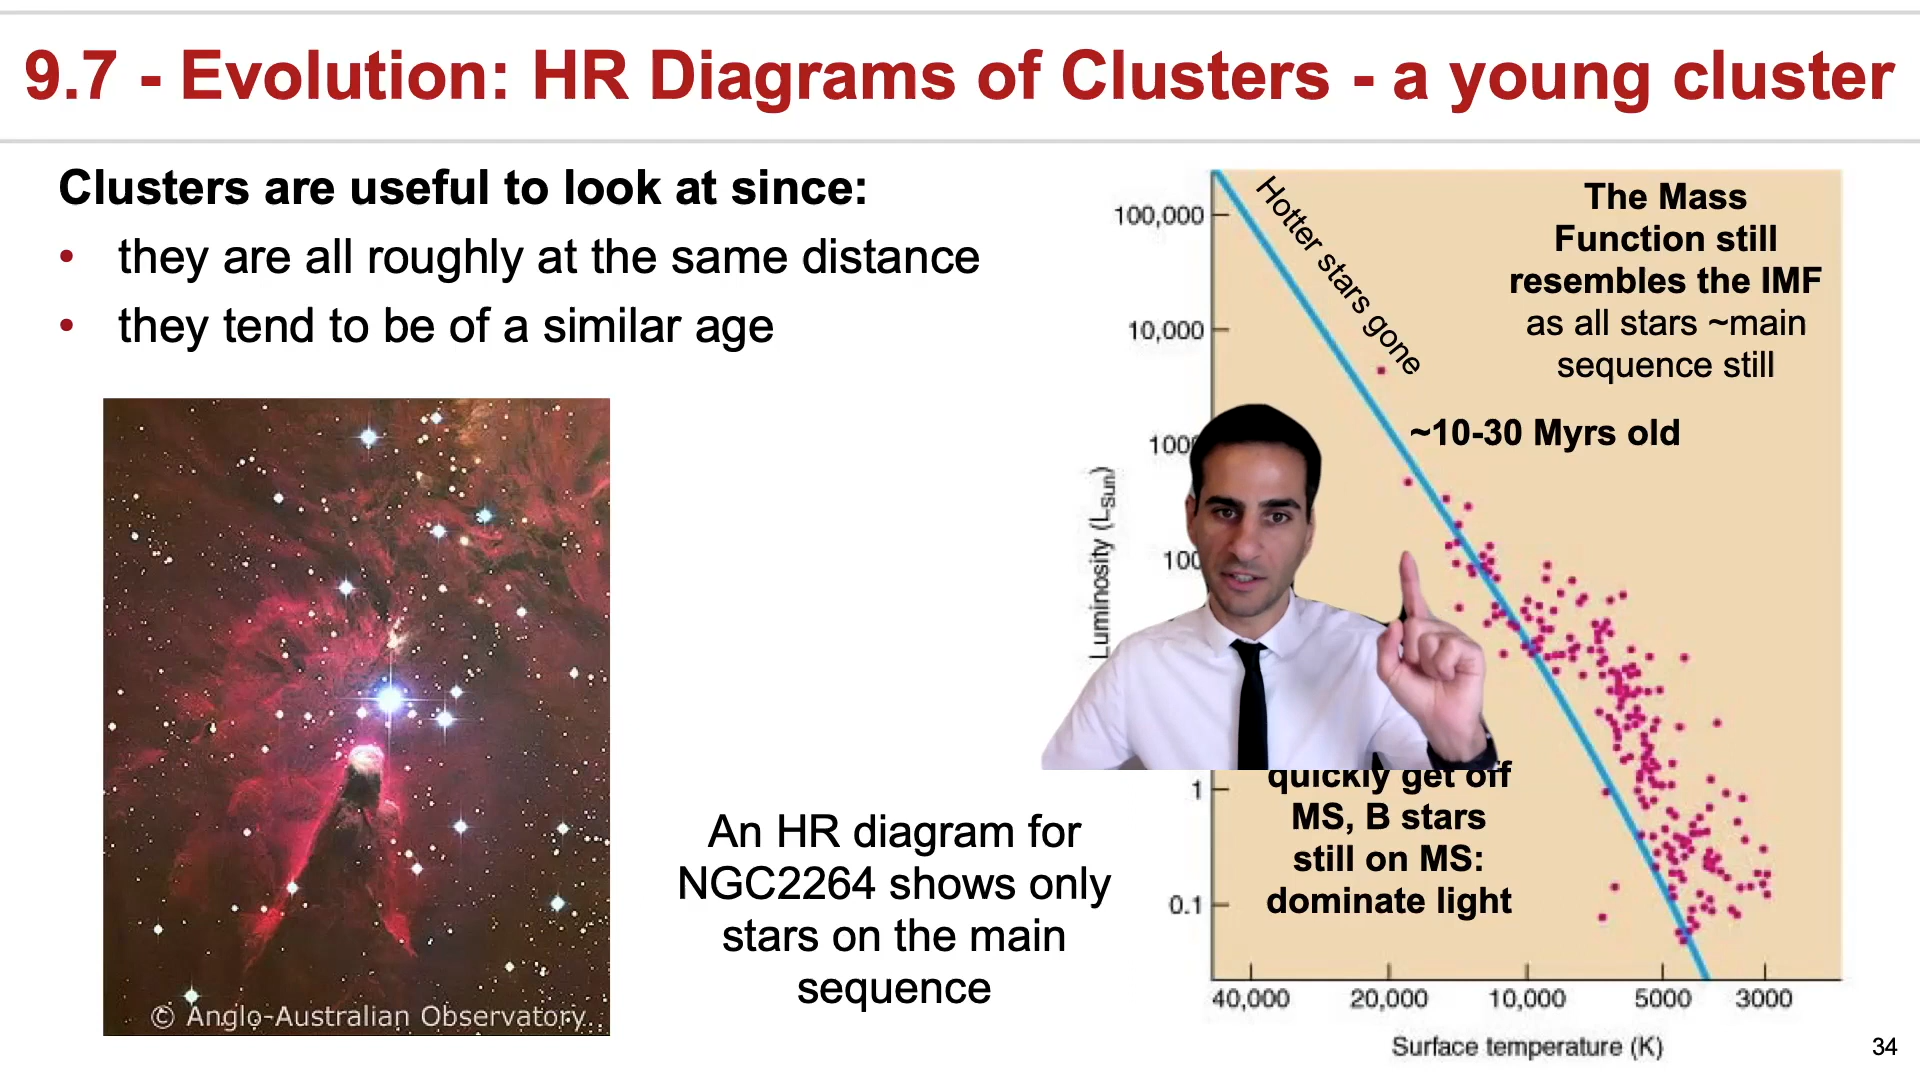 9.7 - Evolution: HR Diagrams of Clusters - a young cluster
Clusters are useful to look at since:
• they are all roughly at the same distance
• they tend to be of a similar age
© Anglo-Australian Observatory
An HR diagram for
NGC2264 shows only
stars on the main
sequence
Hotter stars gone
The Mass
Function still
resembles the IMF
as all stars ~main
sequence still
~10-30 Myrs old
quickly get off
MS, B stars
still on MS:
dominate light
Luminosity (LSun)
100,000
10,000
1
0.1
40,000 20,000 10,000 5000 3000
Surface temperature (K)
34